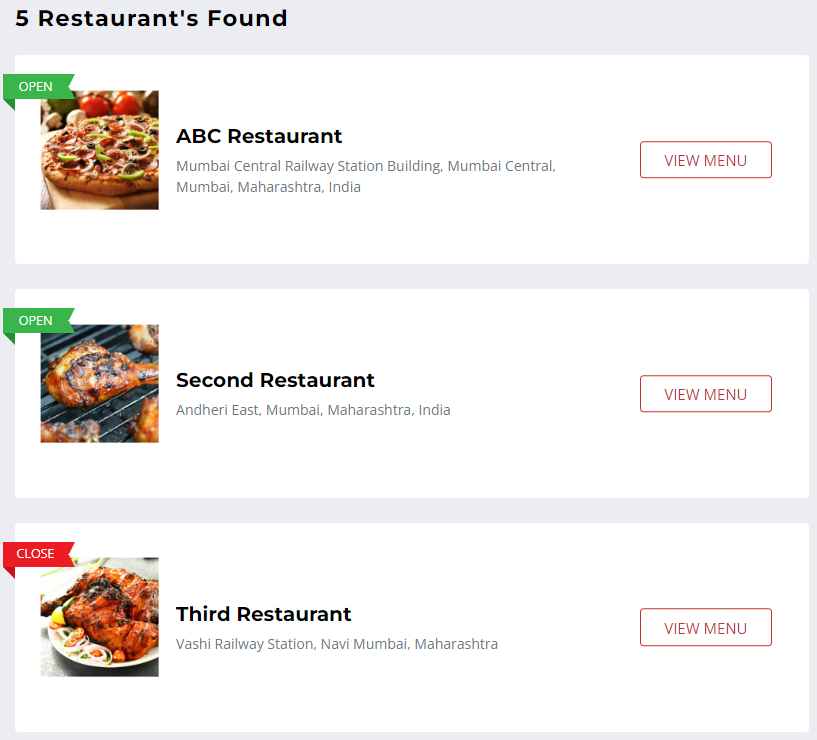 5 Restaurant's Found
OPEN
ABC Restaurant
Mumbai Central Railway Station Building, Mumbai Central,
Mumbai, Maharashtra, India
VIEW MENU
OPEN
Second Restaurant
Andheri East, Mumbai, Maharashtra, India
VIEW MENU
CLOSE
Third Restaurant
Vashi Railway Station, Navi Mumbai, Maharashtra
VIEW MENU